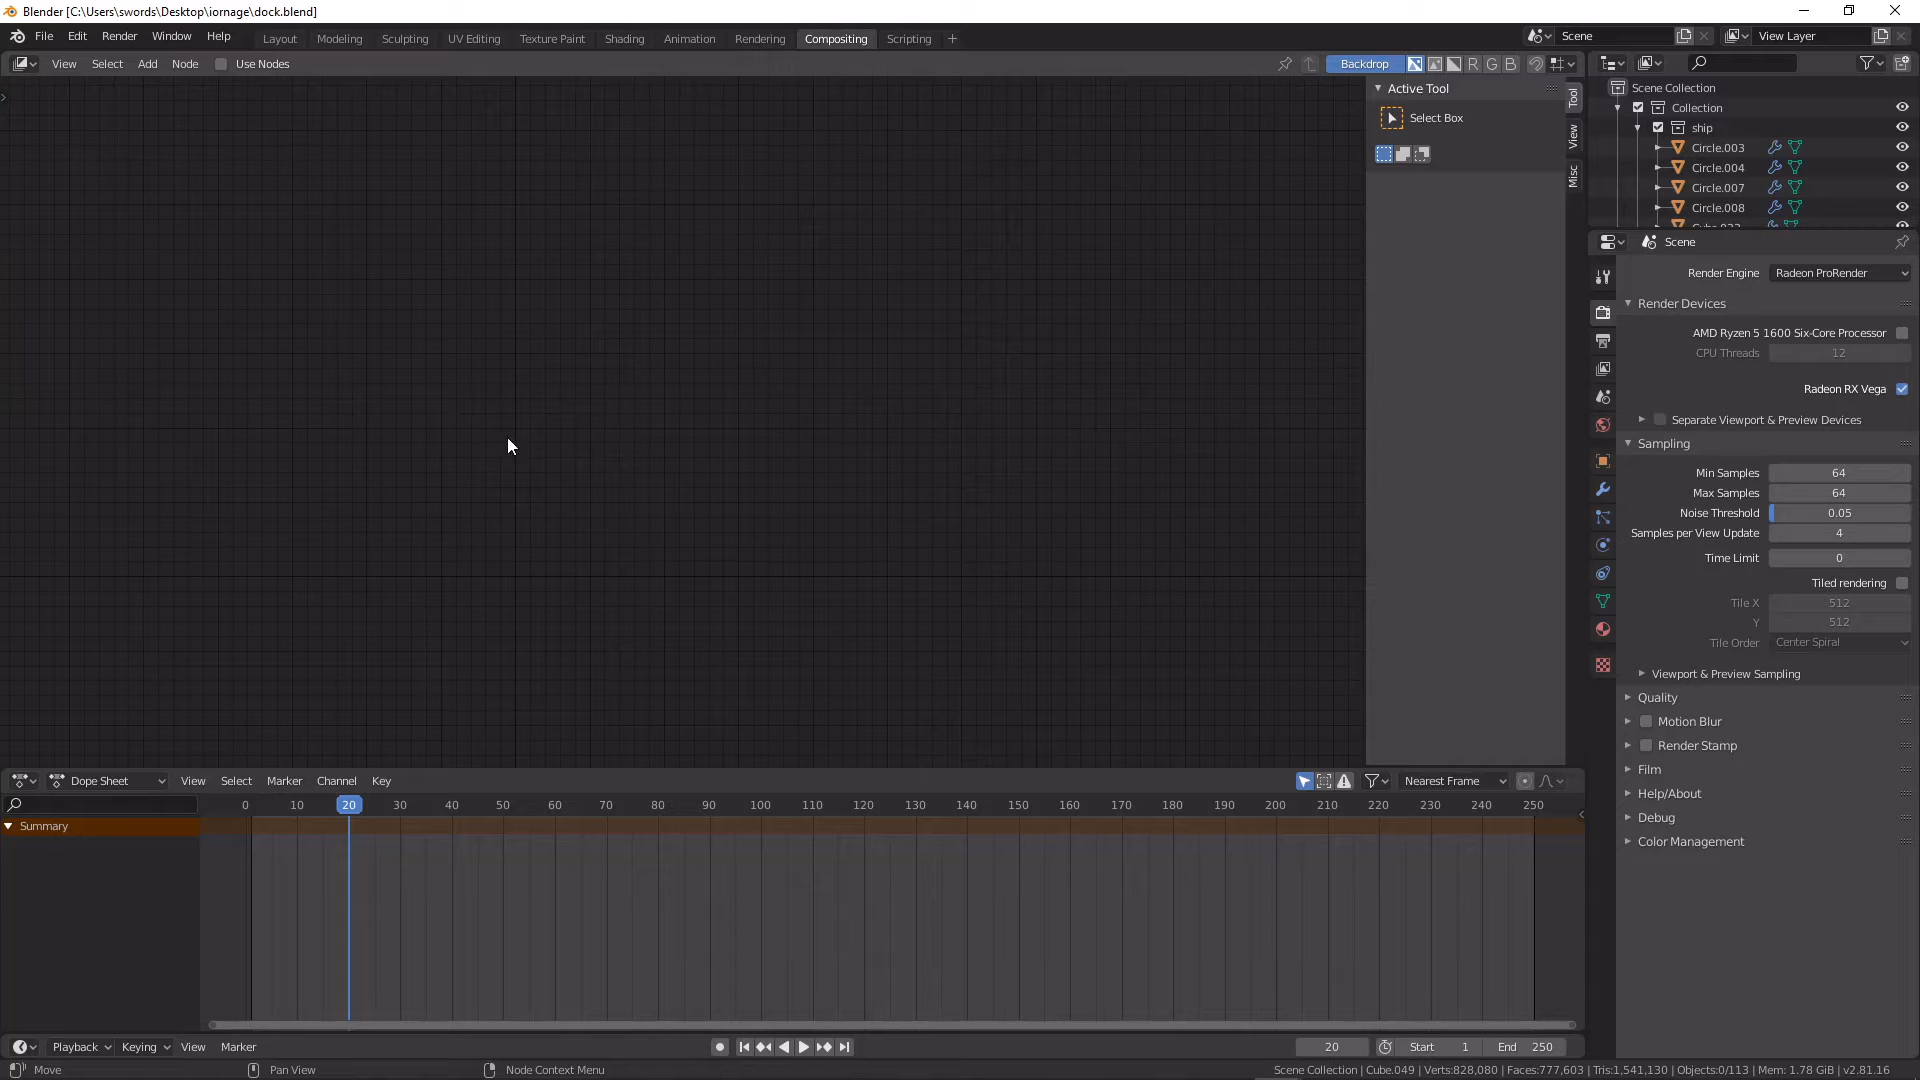 Blender [C:\Users\swords\Desktop\iornage\dock.blend]
File Edit Render Window Help Layout Modeling Sculpting UV Editing Texture Paint Shading Animation Rendering Compositing Scripting + Scene View Layer
View Select Add Node Use Nodes Backdrop R G B
Active Tool
Select Box
Tool
View
Misc
Scene Collection
Collection
ship
Circle.003
Circle.004
Circle.007
Circle.008
Scene
Render Engine Radeon ProRender
Render Devices
AMD Ryzen 5 1600 Six-Core Processor
CPU Threads 12
Radeon RX Vega
Separate Viewport & Preview Devices
Sampling
Min Samples 64
Max Samples 64
Noise Threshold 0.05
Samples per View Update 4
Time Limit 0
Tiled rendering
Tile X 512
Y 512
Tile Order Center Spiral
Viewport & Preview Sampling
Quality
Motion Blur
Render Stamp
Film
Help/About
Debug
Color Management
Dope Sheet View Select Marker Channel Key Nearest Frame
0 10 20 30 40 50 60 70 80 90 100 110 120 130 140 150 160 170 180 190 200 210 220 230 240 250
Summary
Playback Keying View Marker 20 Start 1 End 250
Move Pan View Node Context Menu Scene Collection | Cube.049 | Verts:828,080 | Faces:777,603 | Tris:1,541,130 | Objects:0/113 | Mem: 1.78 GiB | v2.81.16